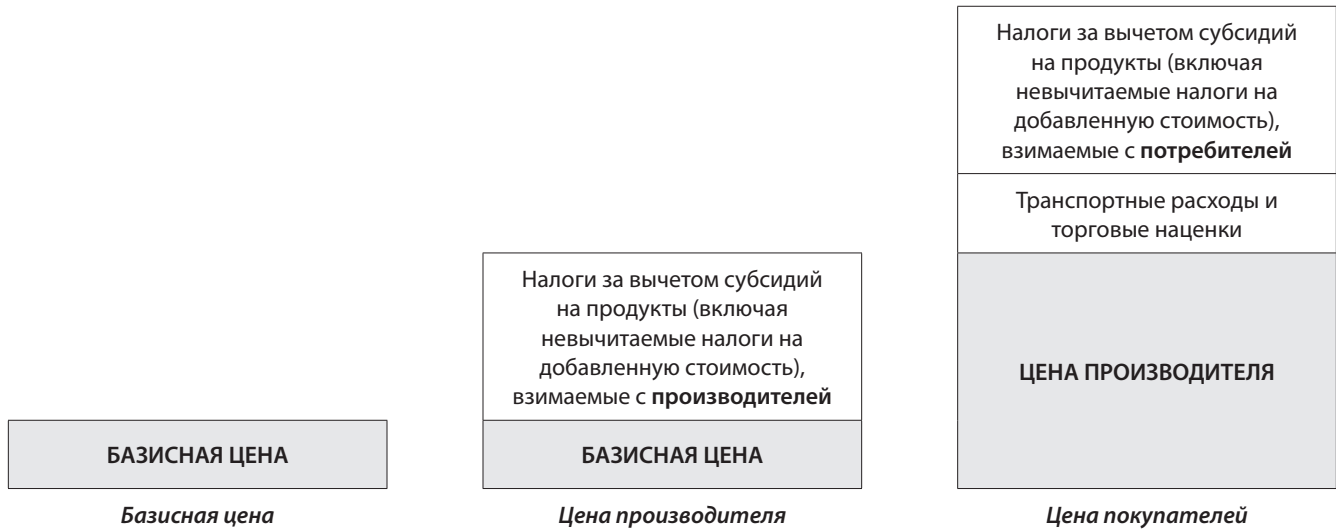 Налоги за вычетом субсидий
на продукты (включая
невычитаемые налоги на
добавленную стоимость),
взимаемые с потребителей
Транспортные расходы и
торговые наценки
Налоги за вычетом субсидий
на продукты (включая
невычитаемые налоги на
добавленную стоимость),
взимаемые с производителей
ЦЕНА ПРОИЗВОДИТЕЛЯ
БАЗИСНАЯ ЦЕНА
БАЗИСНАЯ ЦЕНА
Базисная цена
Цена производителя
Цена покупателей